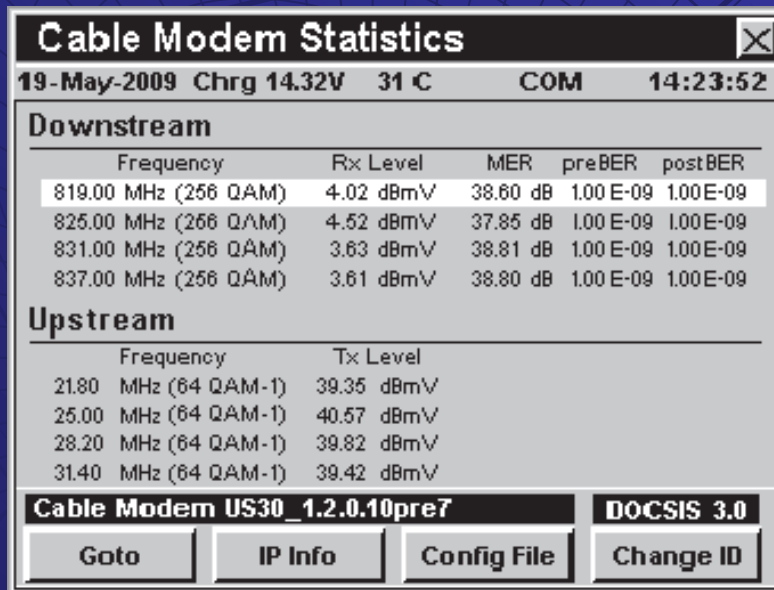 Cable Modem Statistics
19-May-2009 Chrg 14.32V 31 C COM 14:23:52
Downstream
Frequency Rx Level MER preBER postBER
819.00 MHz (256 QAM) 4.02 dBmV 38.60 dB 1.00 E-09 1.00E-09
825.00 MHz (266 QAM) 4.52 dBmV 37.85 dB 1.00 E-09 1.00E-09
831.00 MHz (256 QAM) 3.63 dBmV 38.81 dB 1.00 E-09 1.00E-09
837.00 MHz (256 QAM) 3.61 dBmV 38.80 dB 1.00 E-09 1.00E-09
Upstream
Frequency Tx Level
21.80 MHz (64 QAM-1) 39.35 dBmV
25.00 MHz (64 QAM-1) 40.57 dBmV
28.20 MHz (64 QAM-1) 39.82 dBmV
31.40 MHz (64 QAM-1) 39.42 dBmV
Cable Modem US30_1.2.0.10pre7 DOCSIS 3.0
Goto IP Info Config File Change ID